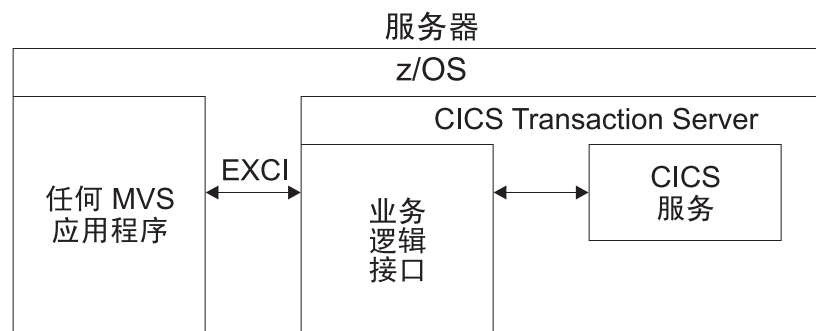 服务器
z/OS
CICS Transaction Server
任何 MVS
应用程序
EXCI
业务
逻辑
接口
CICS
服务